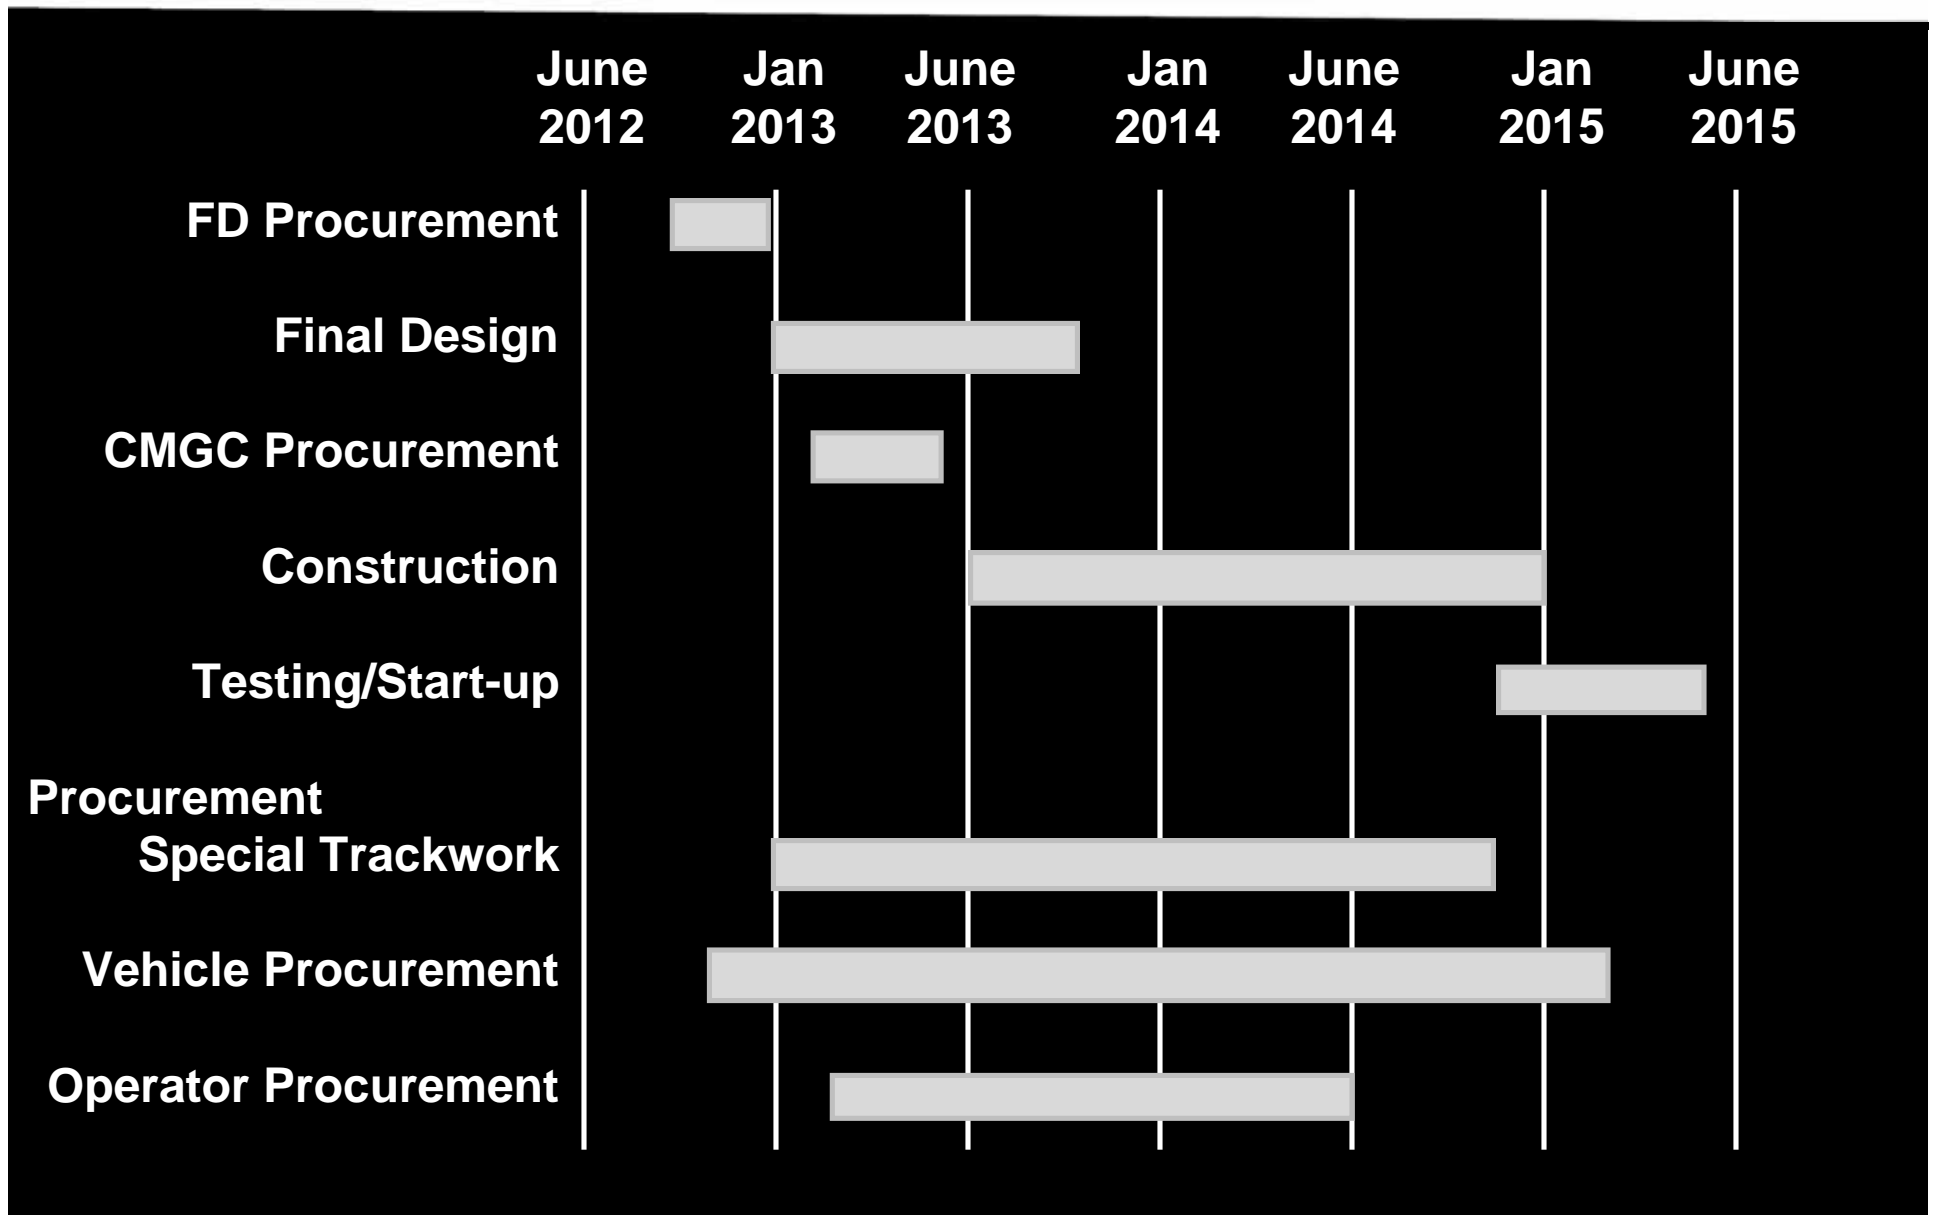 June Jan June Jan June Jan June
2012 2013 2013 2014 2014 2015 2015
FD Procurement
Final Design
CMGC Procurement
Construction
Testing/Start-up
Procurement
Special Trackwork
Vehicle Procurement
Operator Procurement